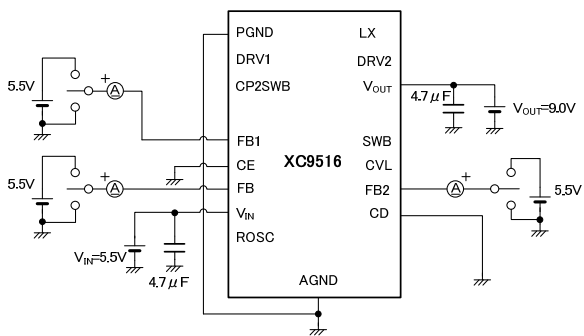 PGND
LX
DRV1
DRV2
CP2SWB
VOUT
5.5V
+
A
4.7μF
VOUT=9.0V
FB1
SWB
CE
XC9516
CVL
5.5V
+
A
FB
FB2
A
+
5.5V
VIN
CD
ROSC
VIN=5.5V
4.7μF
AGND